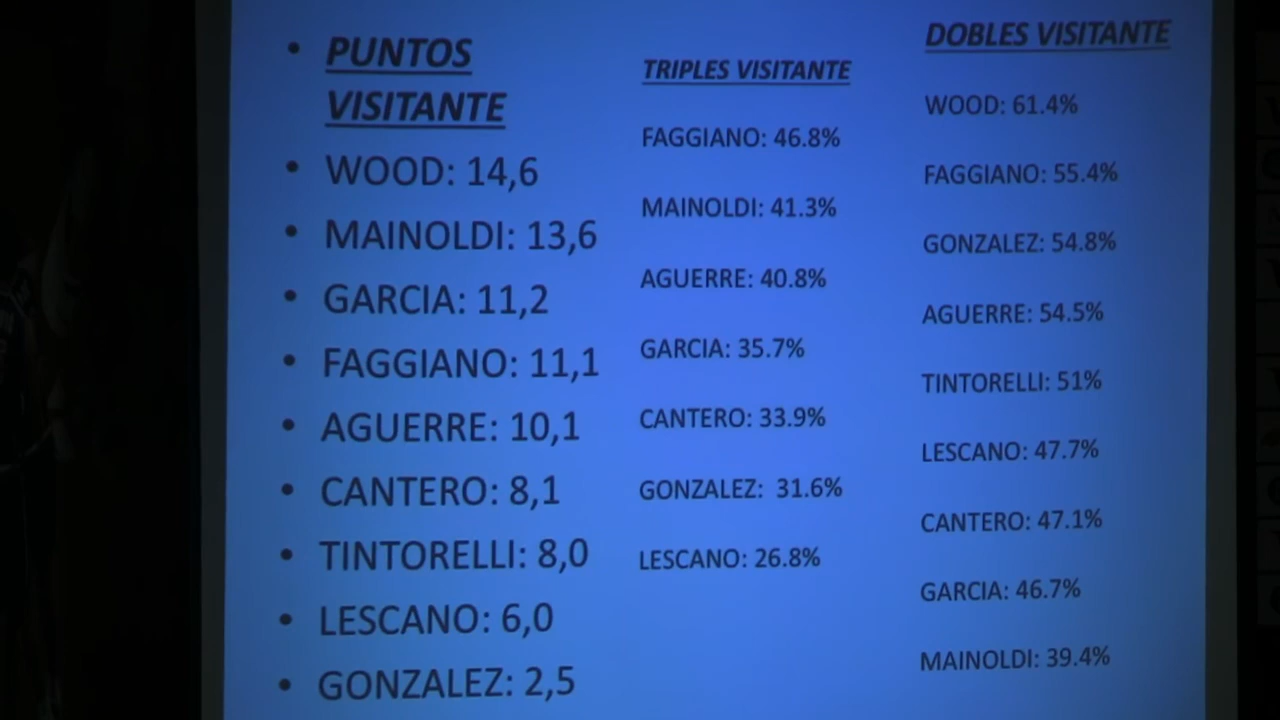 PUNTOS
VISITANTE
WOOD: 14,6
MAINOLDI: 13,6
GARCIA: 11,2
FAGGIANO: 11,1
AGUERRE: 10,1
CANTERO: 8,1
TINTORELLI: 8,0
LESCANO: 6,0
GONZALEZ: 2,5
TRIPLES VISITANTE
FAGGIANO: 46.8%
MAINOLDI: 41.3%
AGUERRE: 40.8%
GARCIA: 35.7%
CANTERO: 33.9%
GONZALEZ: 31.6%
LESCANO: 26.8%
DOBLES VISITANTE
WOOD: 61.4%
FAGGIANO: 55.4%
GONZALEZ: 54.8%
AGUERRE: 54.5%
TINTORELLI: 51%
LESCANO: 47.7%
CANTERO: 47.1%
GARCIA: 46.7%
MAINOLDI: 39.4%